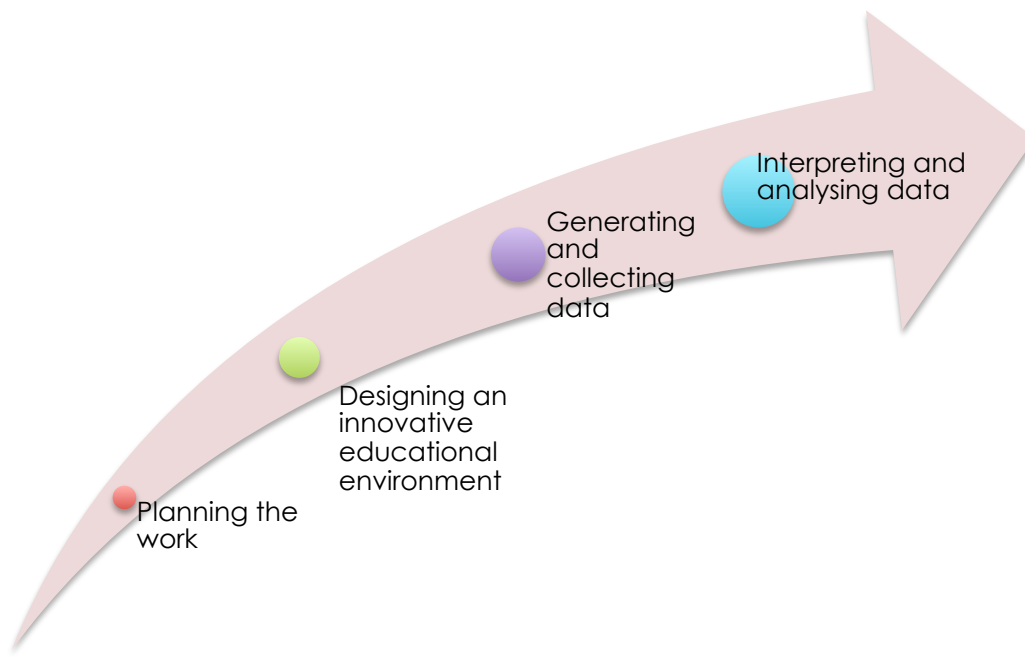 Planning the
work
Designing an
innovative
educational
environment
Generating
and
collecting
data
Interpreting and
analysing data